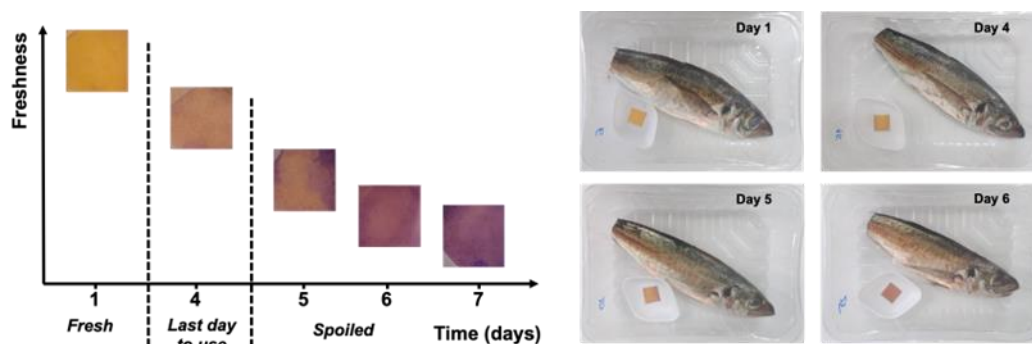 Freshness
1
4
5
6
7
Fresh
Last day
to use
Spoiled
Time (days)
Day 1
Day 4
Day 5
Day 6